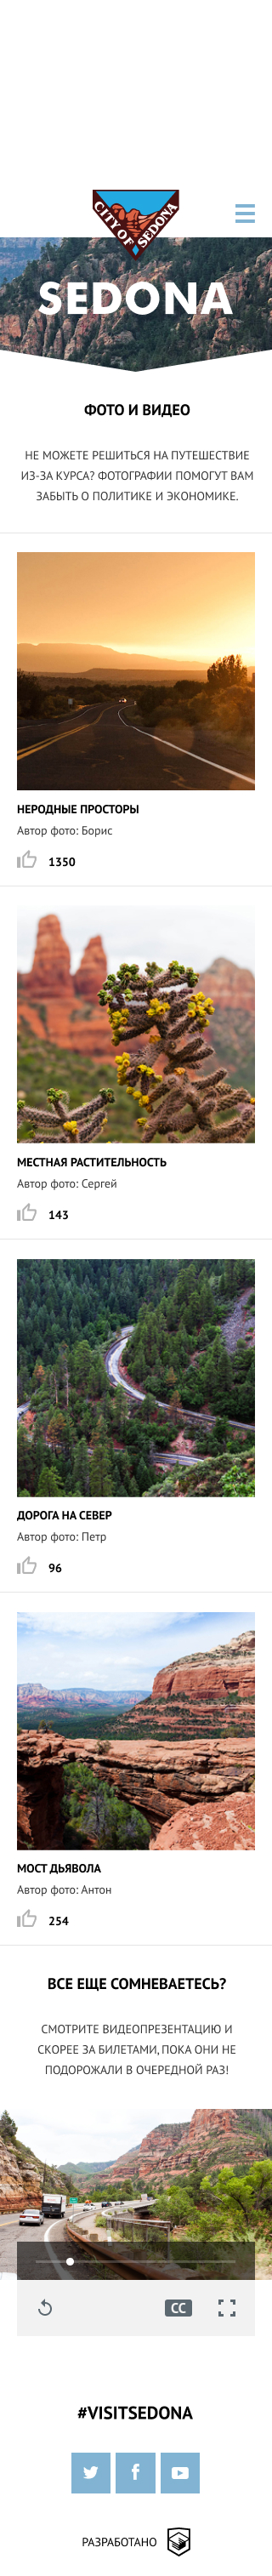 CITY OF SEDONA
SEDONA
ФОТО И ВИДЕО
НЕ МОЖЕТЕ РЕШИТЬСЯ НА ПУТЕШЕСТВИЕ
ИЗ-ЗА КУРСА? ФОТОГРАФИИ ПОМОГУТ ВАМ
ЗАБЫТЬ О ПОЛИТИКЕ И ЭКОНОМИКЕ.
НЕРОДНЫЕ ПРОСТОРЫ
Автор фото: Борис
1350
МЕСТНАЯ РАСТИТЕЛЬНОСТЬ
Автор фото: Сергей
143
ДОРОГА НА СЕВЕР
Автор фото: Петр
96
МОСТ ДЬЯВОЛА
Автор фото: Антон
254
ВСЕ ЕЩЕ СОМНЕВАЕТЕСЬ?
СМОТРИТЕ ВИДЕОПРЕЗЕНТАЦИЮ И
СКОРЕЕ ЗА БИЛЕТАМИ, ПОКА ОНИ НЕ
ПОДОРОЖАЛИ В ОЧЕРЕДНОЙ РАЗ!
CC
#VISITSEDONA
РАЗРАБОТАНО